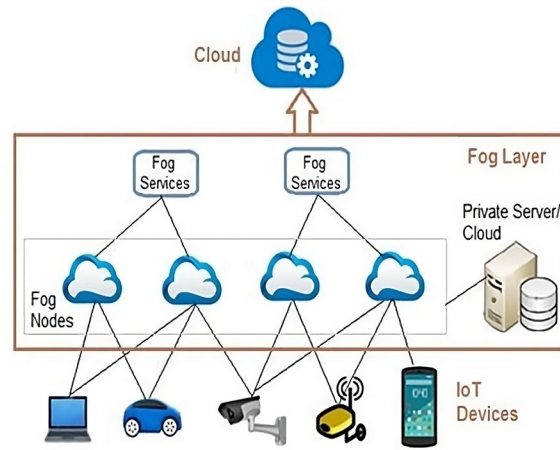 Cloud
Fog Layer
Fog
Services
Fog
Services
Private Server/
Cloud
Fog
Nodes
IoT
Devices